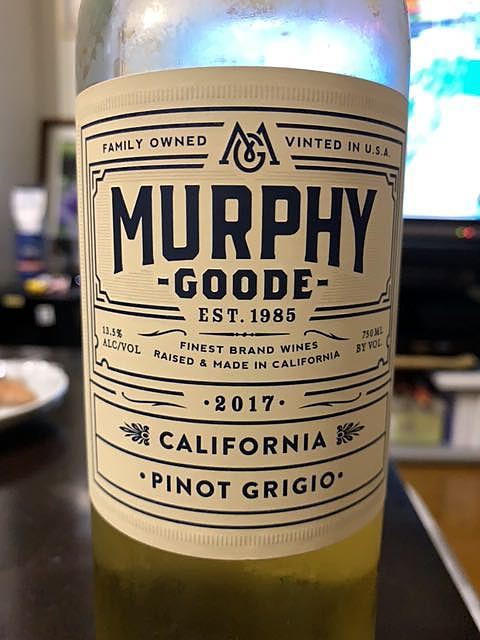 FAMILY OWNED MG VINTED IN U.S.A.
MURPHY
-GOODE-
EST. 1985
13.5%
ALC/VOL
FINEST BRAND WINES
RAISED & MADE IN CALIFORNIA
750 ML
BY VOL
·2017·
CALIFORNIA
·PINOT GRIGIO·